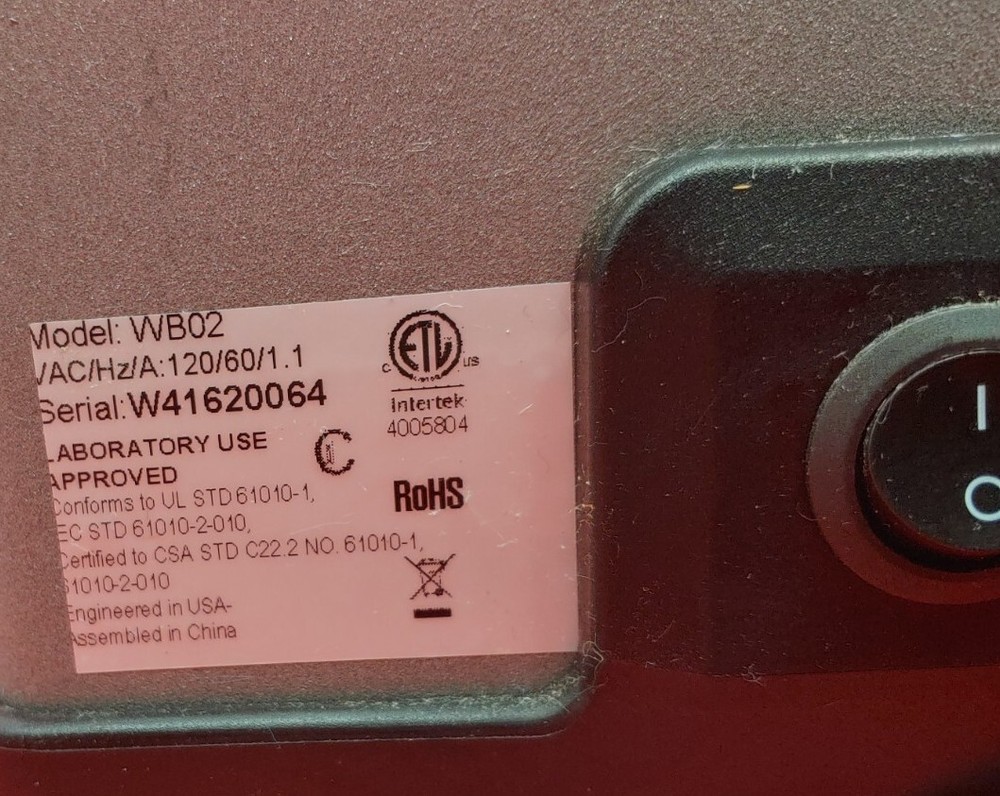 Model: WB02
VAC/Hz/A:120/60/1.1
Serial:W41620064
LABORATORY USE
APPROVED
Conforms to UL STD 61010-1,
IEC STD 61010-2-010,
Certified to CSA STD C22.2 NO. 61010-1,
61010-2-010
Engineered in USA-
Assembled in China
C ETL US
Intertek
4005804
RoHS
I
O